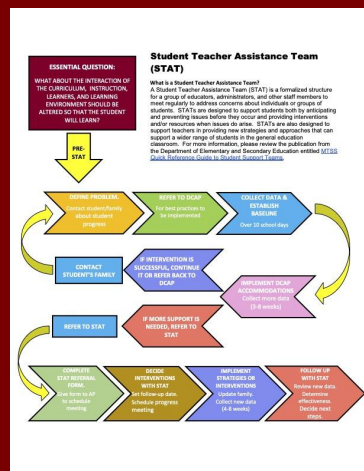 ESSENTIAL QUESTION:
WHAT ABOUT THE INTERACTION
OF THE
CURRICULUM, INSTRUCTION,
LEARNERS, AND LEARNING
ENVIRONMENT SHOULD BE
ALTERED SO THAT THE STUDENT
WILL LEARN?
PRE-
STAT
Student Teacher Assistance Team
(STAT)
What is a Student Teacher Assistance Team?
A Student Teacher Assistance Team (STAT) is a formalized structure
for a group of educators, administrators, and other staff members to
meet regularly to address concerns about individuals or groups of
students. STATs are designed to support students both by anticipating
and preventing issues before they occur and providing interventions
and/or resources when issues do arise. STATs are also designed to
support teachers in providing new strategies and approaches that can
support a wider range of students in the general education
classroom. For more information, please review the publication from
the Department of Elementary and Secondary Education entitled MTSS
Quick Reference Guide to Student Support Teams.
DEFINE PROBLEM
Contact student/family
about student
progress
REFER TO DCAP
For best practices to
be implemented
COLLECT DATA &
ESTABLISH
BASELINE
Over 10 school days
CONTACT
STUDENT'S FAMILY
IF INTERVENTION IS
SUCCESSFUL, CONTINUE
IT OR REFER BACK TO
DCAP
IMPLEMENT DCAP
ACCOMMODATIONS
Collect more data
(3-8 weeks)
REFER TO STAT
IF MORE SUPPORT IS
NEEDED, REFER TO
STAT
COMPLETE
STAT REFERRAL
FORM
Give form to AP
to schedule
meeting
DECIDE
INTERVENTIONS
WITH STAT
Set follow-up date.
Schedule progress
meeting
IMPLEMENT
STRATEGIES OR
INTERVENTIONS
Update family.
Collect new data
(4-8 weeks)
FOLLOW UP
WITH STAT
Review new data.
Determine
effectiveness.
Decide next
steps